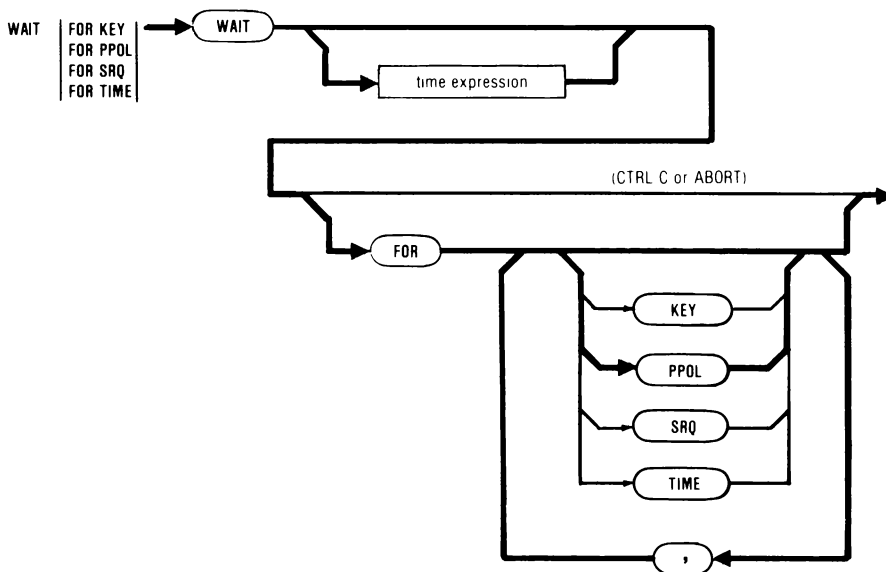 WAIT
FOR KEY
FOR PPOL
FOR SRQ
FOR TIME
WAIT
time expression
(CTRL C or ABORT)
FOR
KEY
PPOL
SRQ
TIME
,